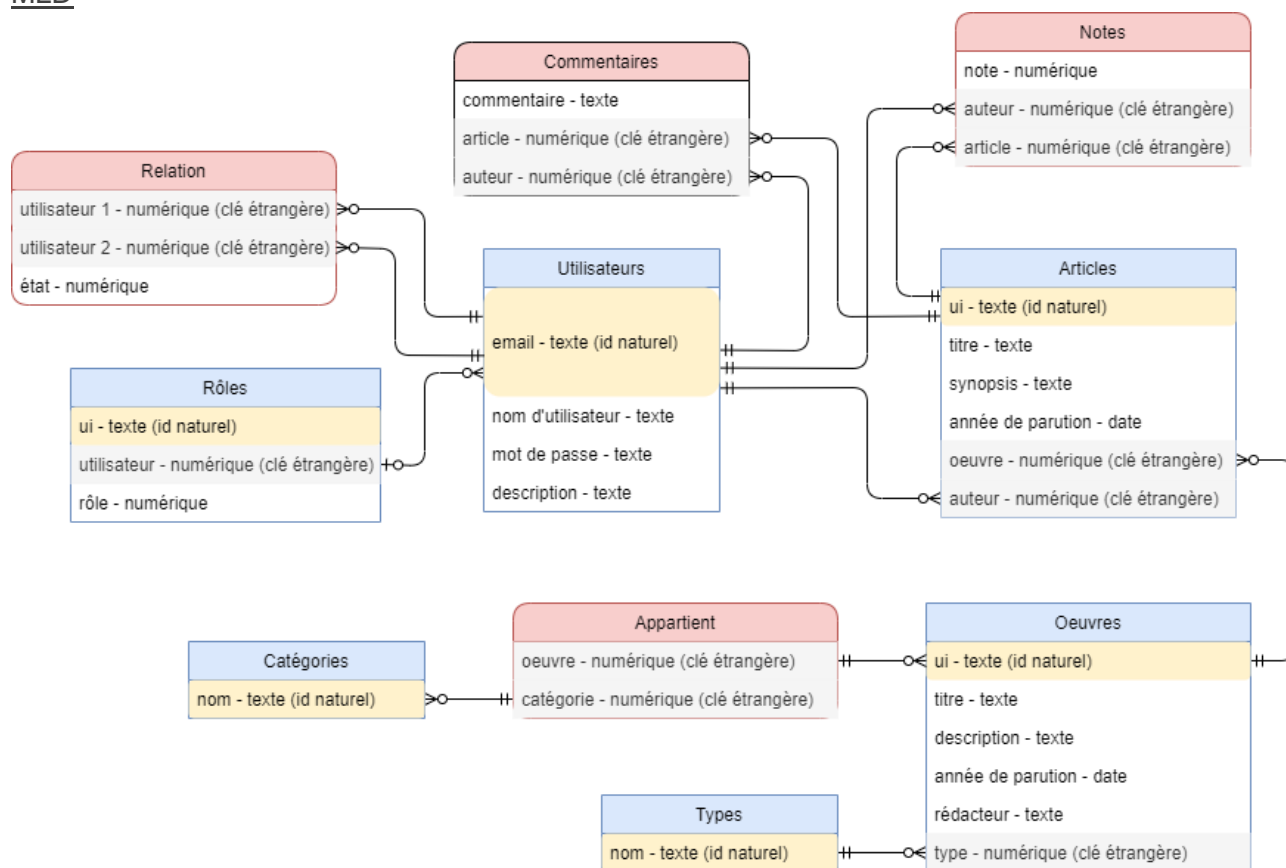 MLD
Commentaires
commentaire - texte
article - numérique (clé étrangère)
auteur - numérique (clé étrangère)
Notes
note - numérique
auteur - numérique (clé étrangère)
article - numérique (clé étrangère)
Relation
utilisateur 1 - numérique (clé étrangère)
utilisateur 2 - numérique (clé étrangère)
état - numérique
Utilisateurs
email - texte (id naturel)
nom d'utilisateur - texte
mot de passe - texte
description - texte
Articles
ui - texte (id naturel)
titre - texte
synopsis - texte
année de parution - date
oeuvre - numérique (clé étrangère)
auteur - numérique (clé étrangère)
Rôles
ui - texte (id naturel)
utilisateur - numérique (clé étrangère)
rôle - numérique
Catégories
nom - texte (id naturel)
Appartient
oeuvre - numérique (clé étrangère)
catégorie - numérique (clé étrangère)
Oeuvres
ui - texte (id naturel)
titre - texte
description - texte
année de parution - date
rédacteur - texte
type - numérique (clé étrangère)
Types
nom - texte (id naturel)